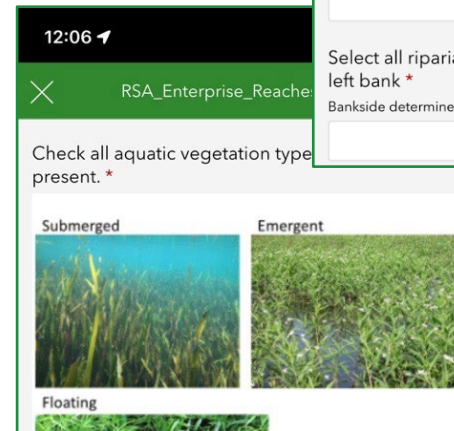 12:06
RSA_Enterprise_Reache
Select all riparia
left bank *
Bankside determine
Check all aquatic vegetation type
present. *
Submerged
Emergent
Floating